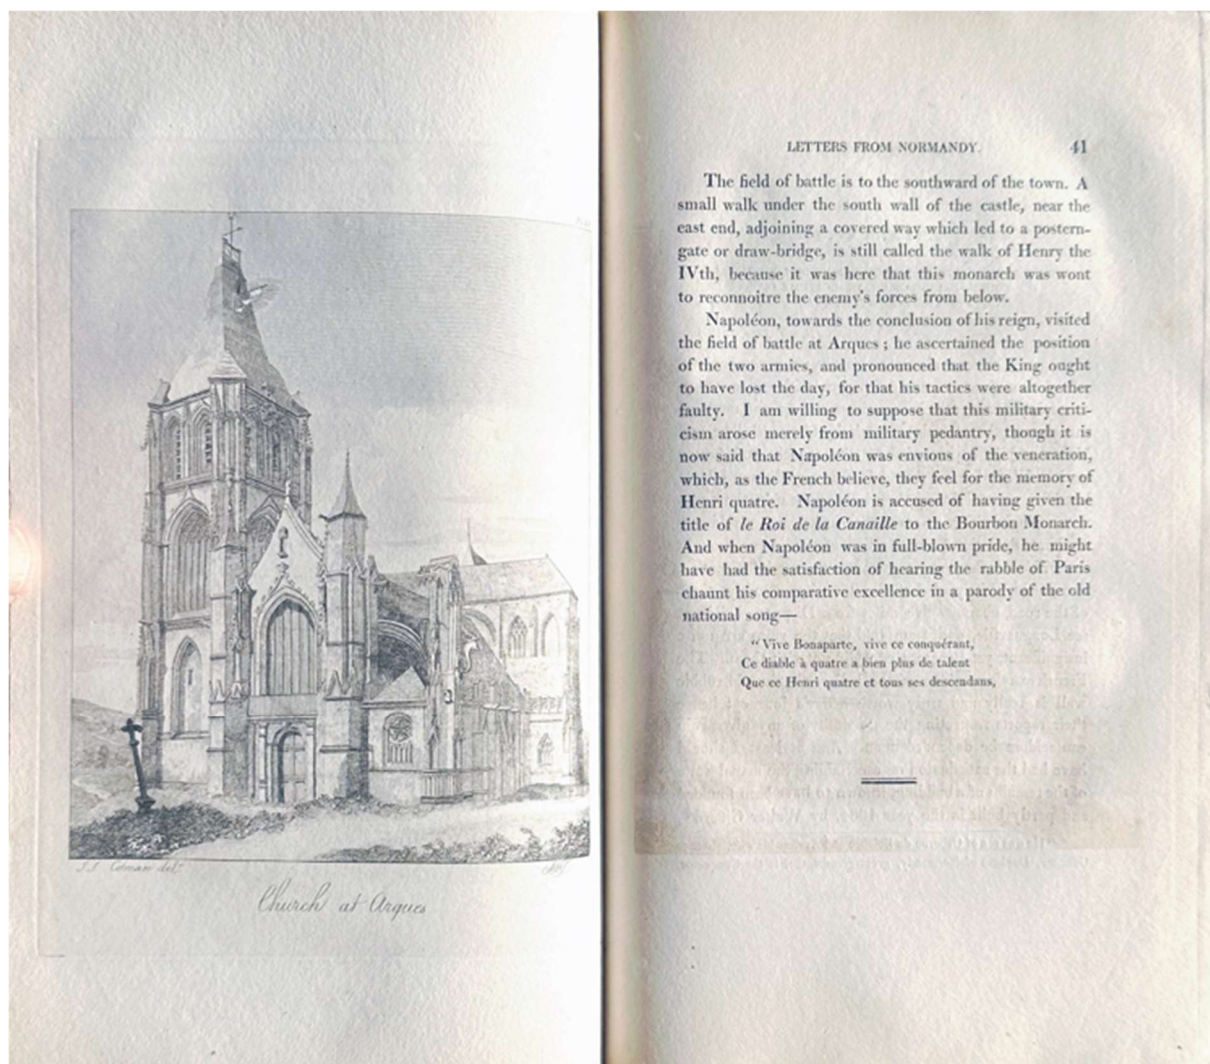 J.S. Cotman del.
Church at Arques
LETTERS FROM NORMANDY. 41
The field of battle is to the southward of the town. A
small walk under the south wall of the castle, near the
east end, adjoining a covered way which led to a postern-
gate or draw-bridge, is still called the walk of Henry the
IVth, because it was here that this monarch was wont
to reconnoitre the enemy's forces from below.
Napoléon, towards the conclusion of his reign, visited
the field of battle at Arques; he ascertained the position
of the two armies, and pronounced that the King ought
to have lost the day, for that his tactics were altogether
faulty. I am willing to suppose that this military criti-
cism arose merely from military pedantry, though it is
now said that Napoléon was envious of the veneration,
which, as the French believe, they feel for the memory of
Henri quatre. Napoléon is accused of having given the
title of le Roi de la Canaille to the Bourbon Monarch.
And when Napoléon was in full-blown pride, he might
have had the satisfaction of hearing the rabble of Paris
chaunt his comparative excellence in a parody of the old
national song—
“Vive Bonaparte, vive ce conquérant,
Ce diable à quatre a bien plus de talent
Que ce Henri quatre et tous ses descendans,